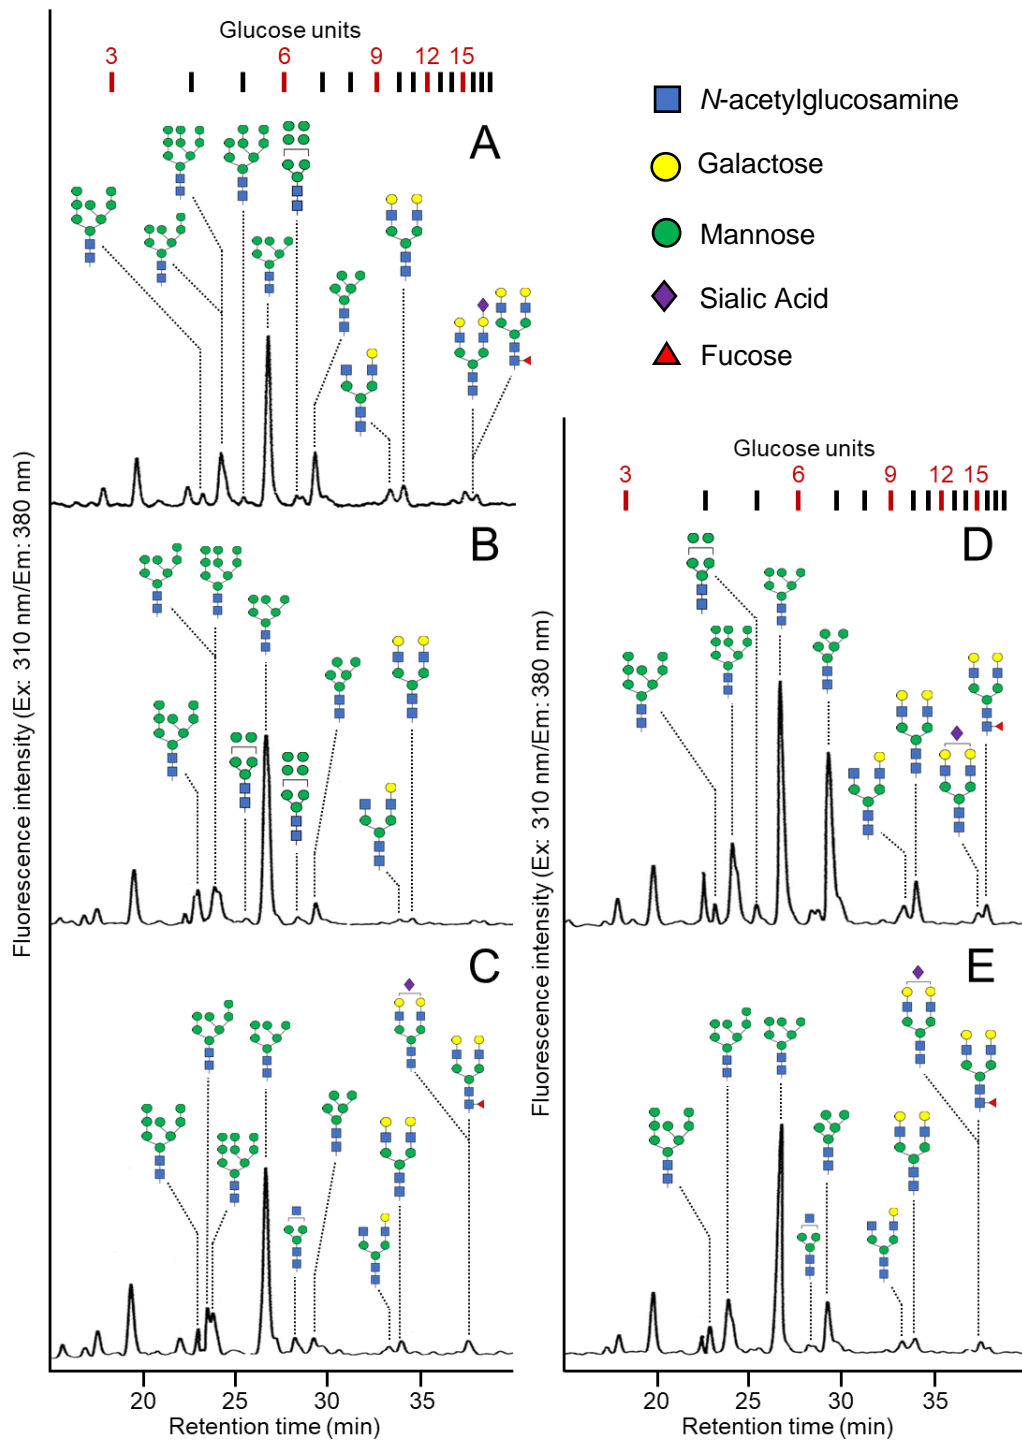 Glucose units
3 6 9 12 15
A
N-acetylglucosamine
Galactose
Mannose
Sialic Acid
Fucose
Fluorescence intensity (Ex: 310 nm/Em: 380 nm)
B
C
20 25 30 35
Retention time (min)
Glucose units
3 6 9 12 15
D
Fluorescence intensity (Ex: 310 nm/Em: 380 nm)
E
20 25 30 35
Retention time (min)